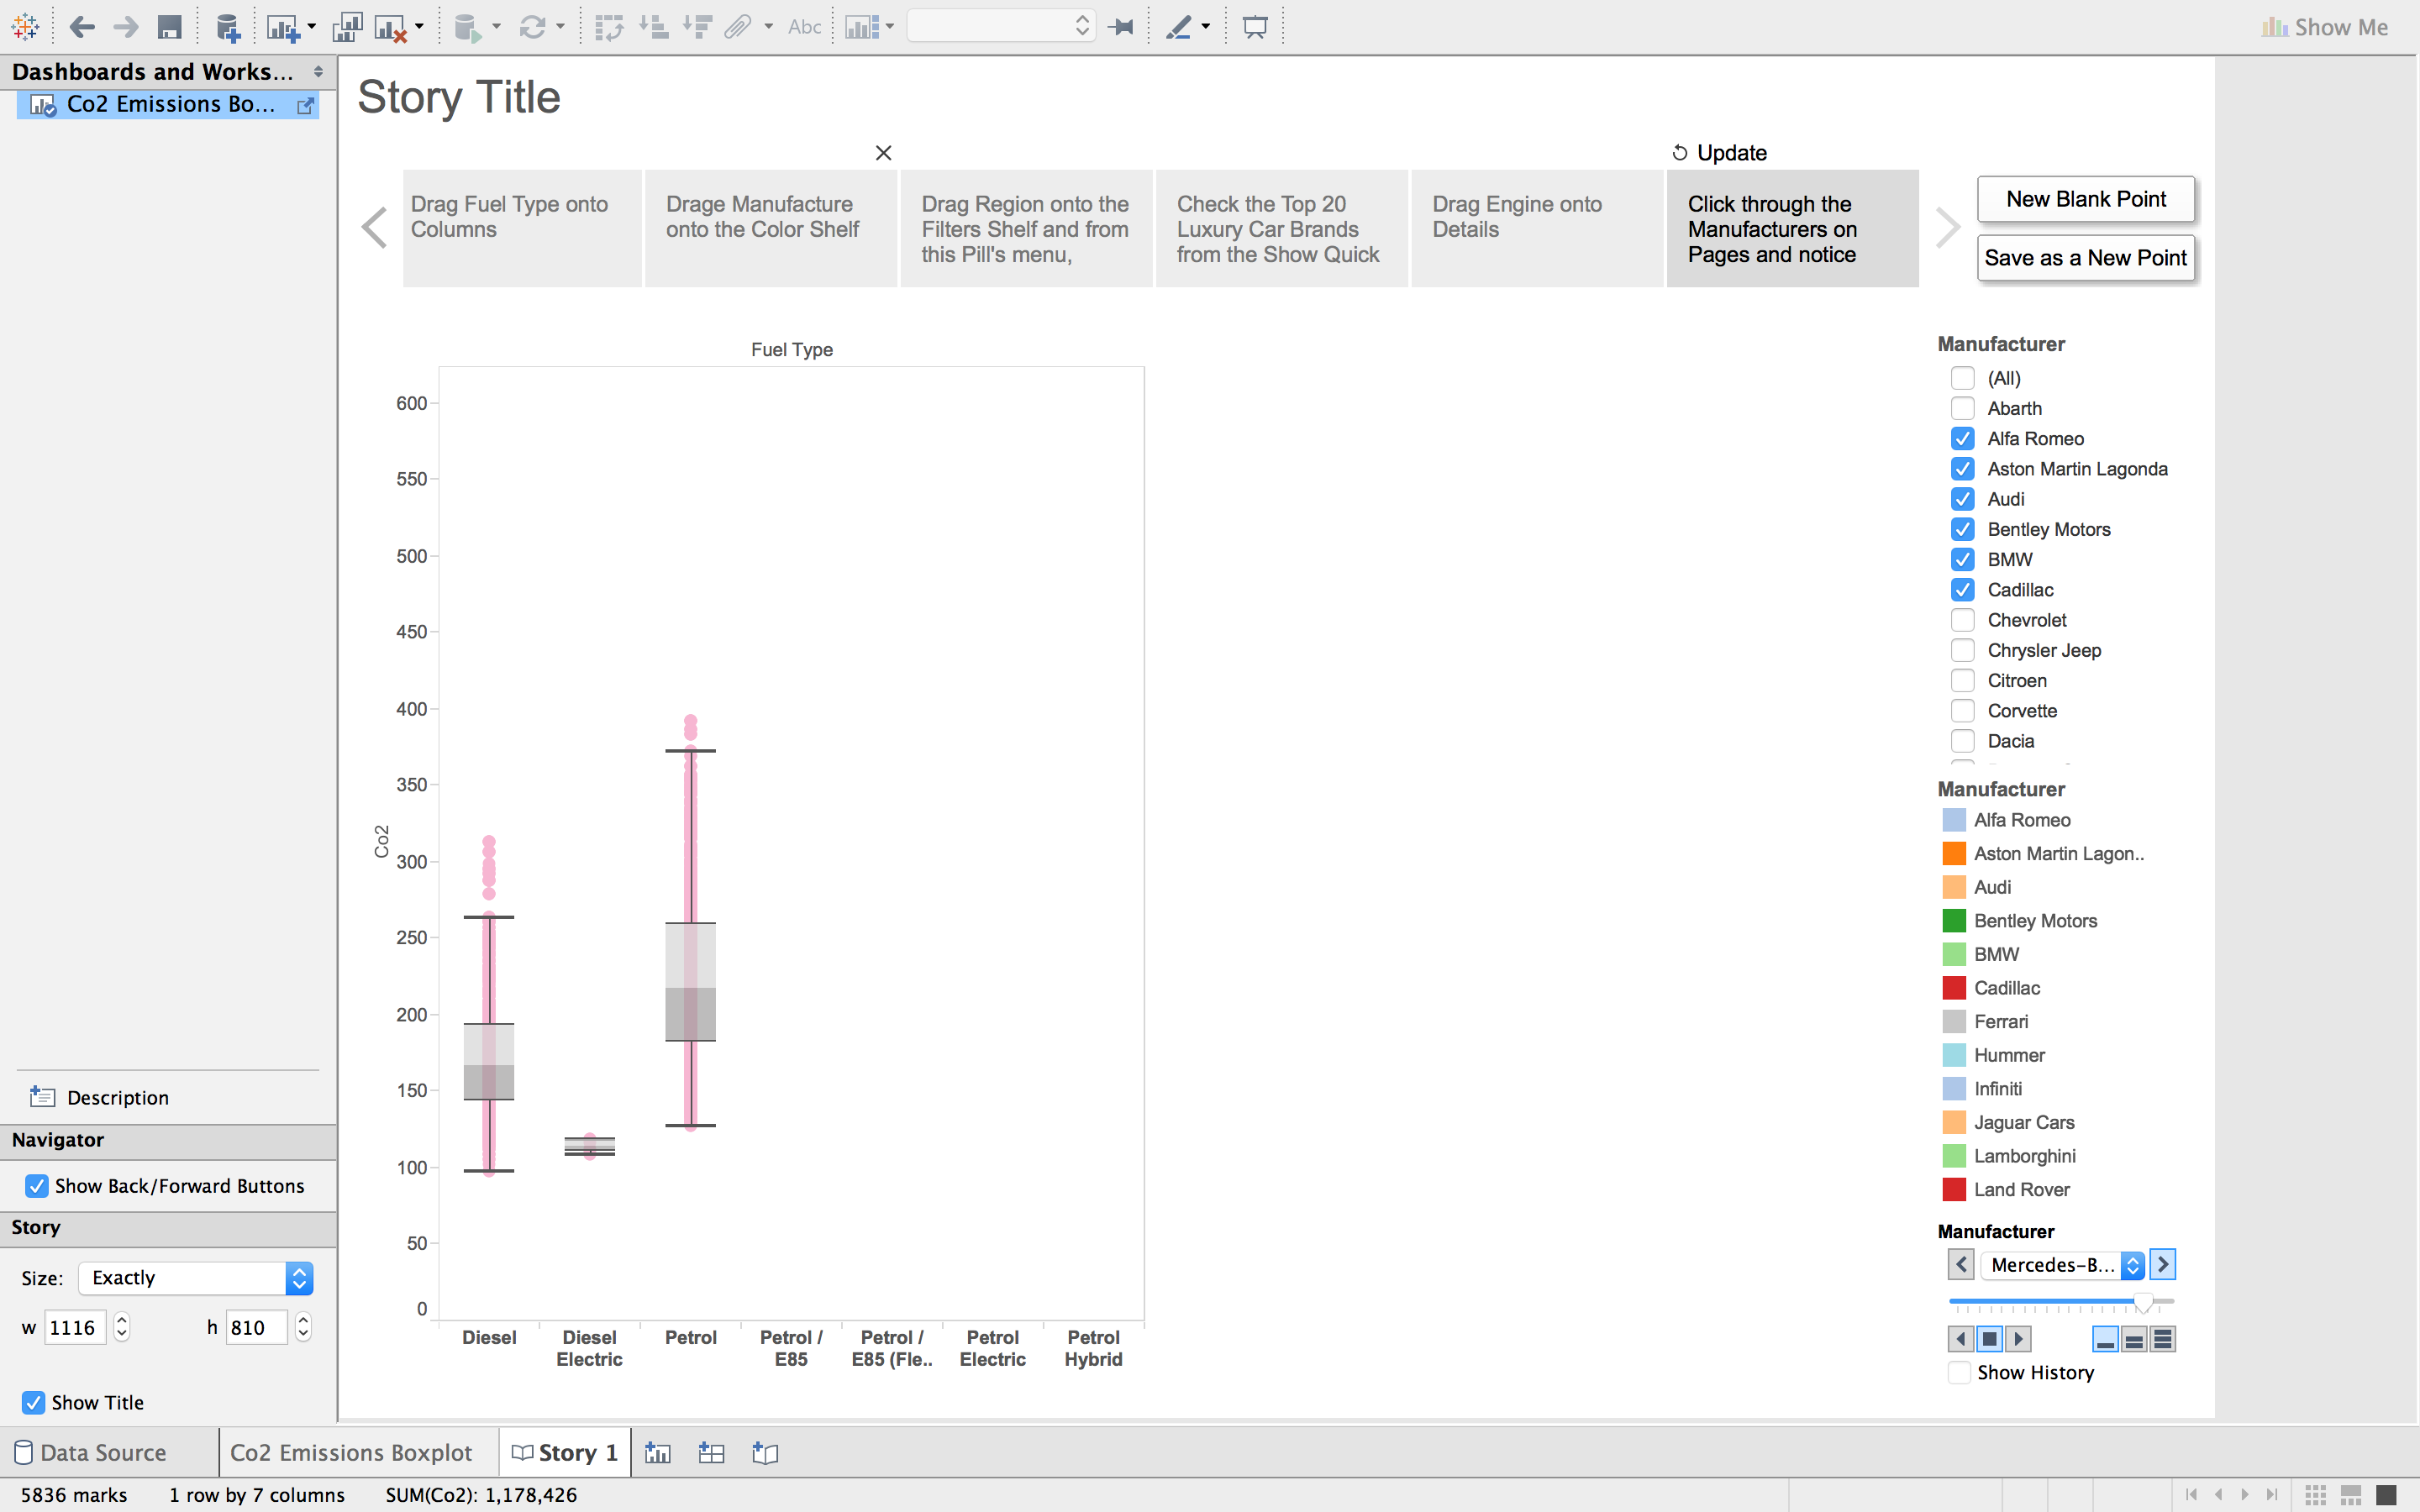 Abc
Show Me
Dashboards and Works...
Co2 Emissions Bo...
Story Title
Update
Drag Fuel Type onto
Columns
Drage Manufacture
onto the Color Shelf
Drag Region onto the
Filters Shelf and from
this Pill's menu,
Check the Top 20
Luxury Car Brands
from the Show Quick
Drag Engine onto
Details
Click through the
Manufacturers on
Pages and notice
New Blank Point
Save as a New Point
Fuel Type
600
550
500
450
400
350
300
250
200
150
100
50
0
Co2
Diesel
Diesel
Electric
Petrol
Petrol /
E85
Petrol /
E85 (Fle..
Petrol
Electric
Petrol
Hybrid
Manufacturer
(All)
Abarth
Alfa Romeo
Aston Martin Lagonda
Audi
Bentley Motors
BMW
Cadillac
Chevrolet
Chrysler Jeep
Citroen
Corvette
Dacia
Manufacturer
Alfa Romeo
Aston Martin Lagon..
Audi
Bentley Motors
BMW
Cadillac
Ferrari
Hummer
Infiniti
Jaguar Cars
Lamborghini
Land Rover
Manufacturer
Mercedes-B...
Show History
Description
Navigator
Show Back/Forward Buttons
Story
Size: Exactly
w 1116 h 810
Show Title
Data Source
Co2 Emissions Boxplot
Story 1
5836 marks 1 row by 7 columns SUM(Co2): 1,178,426